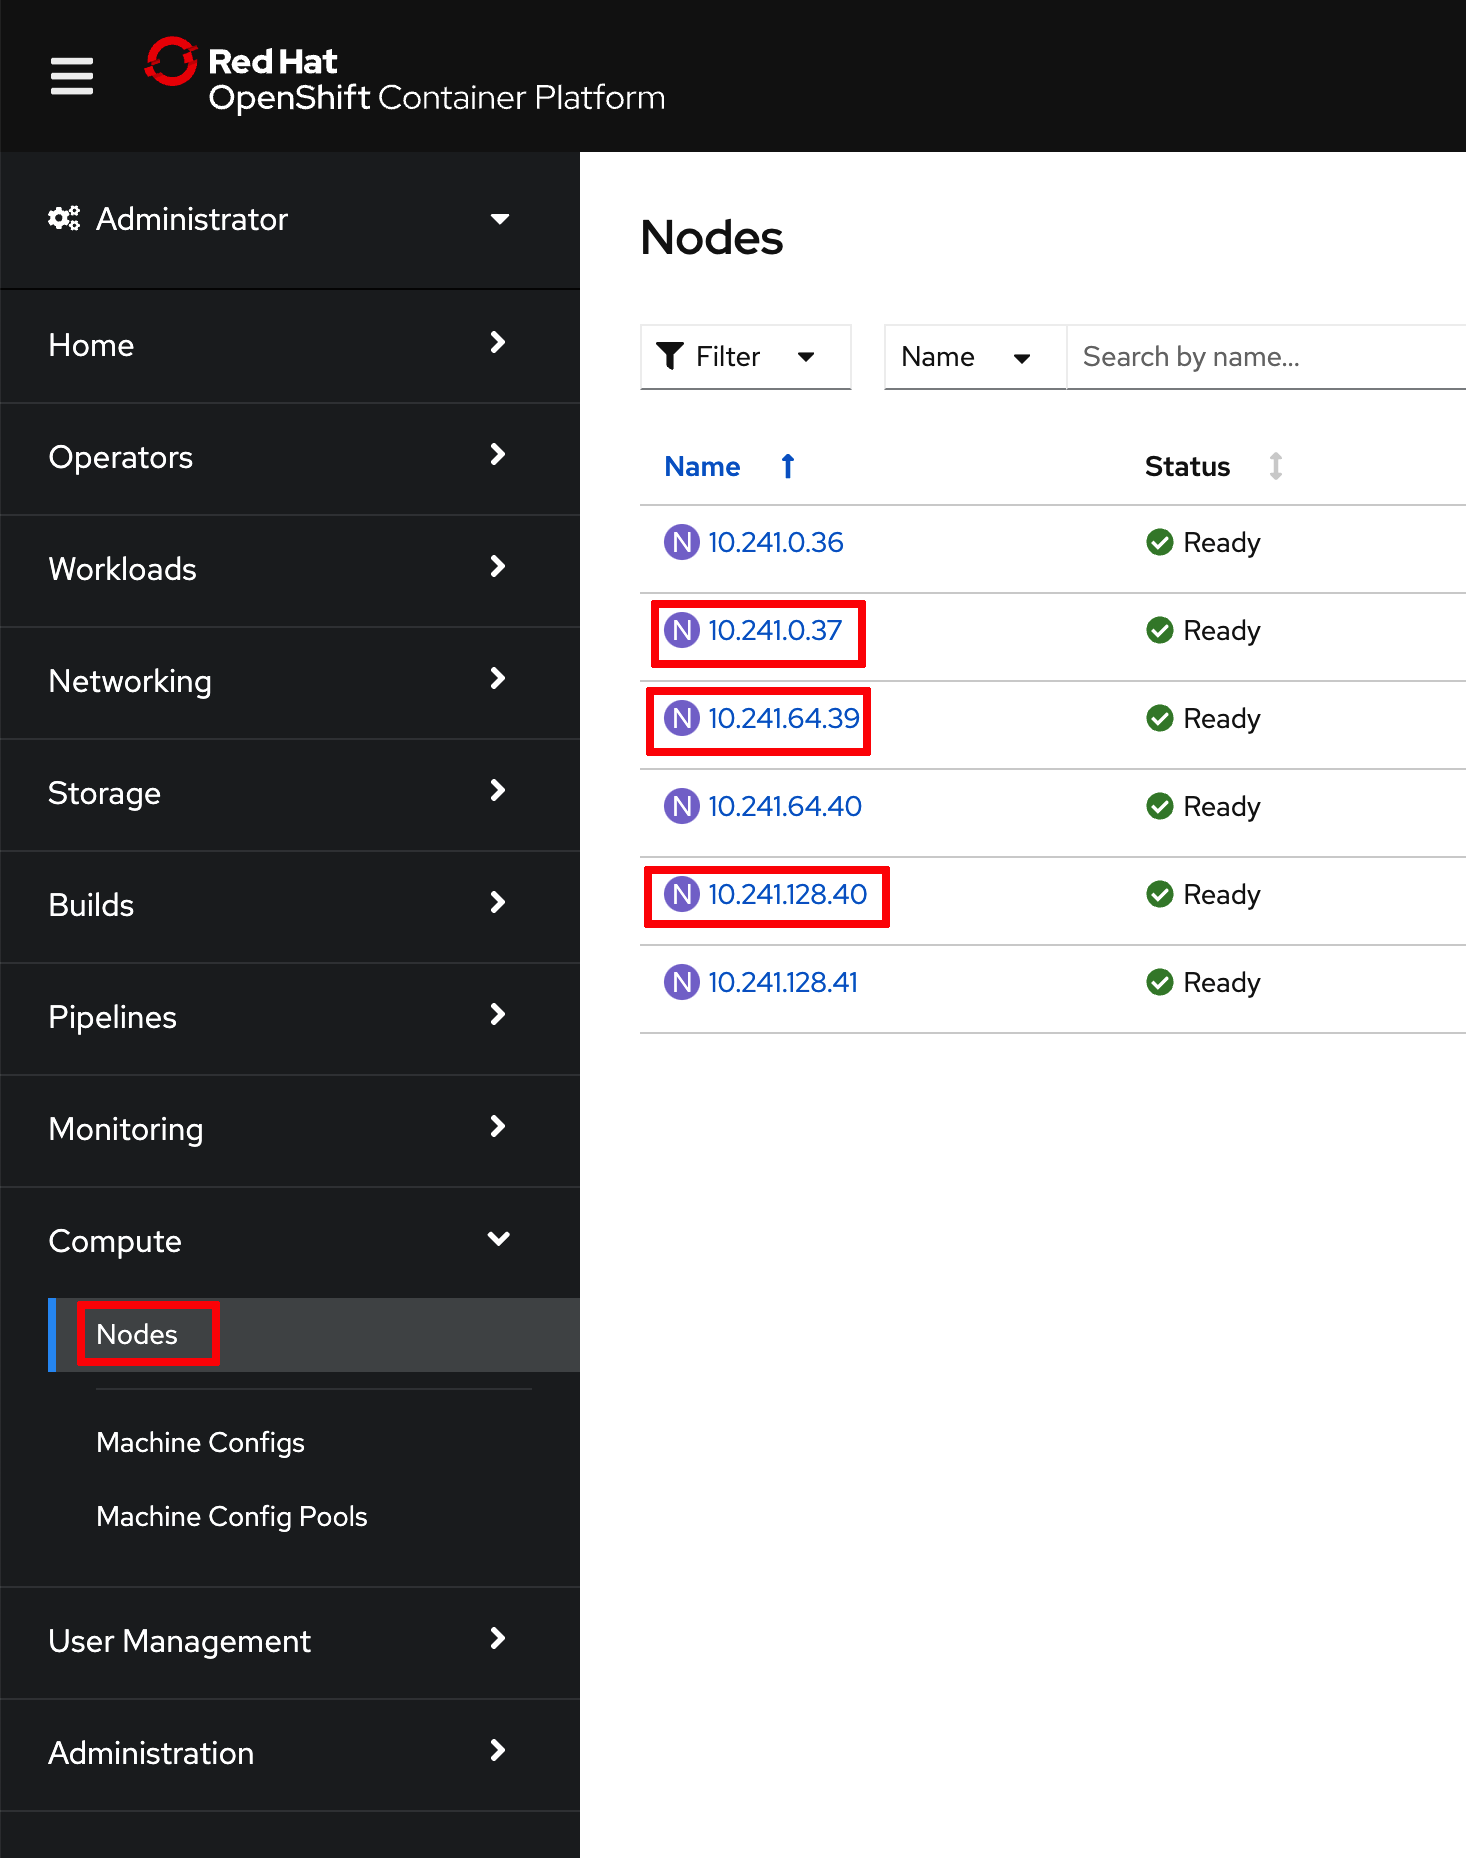 Red Hat
OpenShift Container Platform
Administrator
Home
Operators
Workloads
Networking
Storage
Builds
Pipelines
Monitoring
Compute
Nodes
Machine Configs
Machine Config Pools
User Management
Administration
Nodes
Filter
Name
Search by name...
Name Status
N 10.241.0.36 Ready
N 10.241.0.37 Ready
N 10.241.64.39 Ready
N 10.241.64.40 Ready
N 10.241.128.40 Ready
N 10.241.128.41 Ready